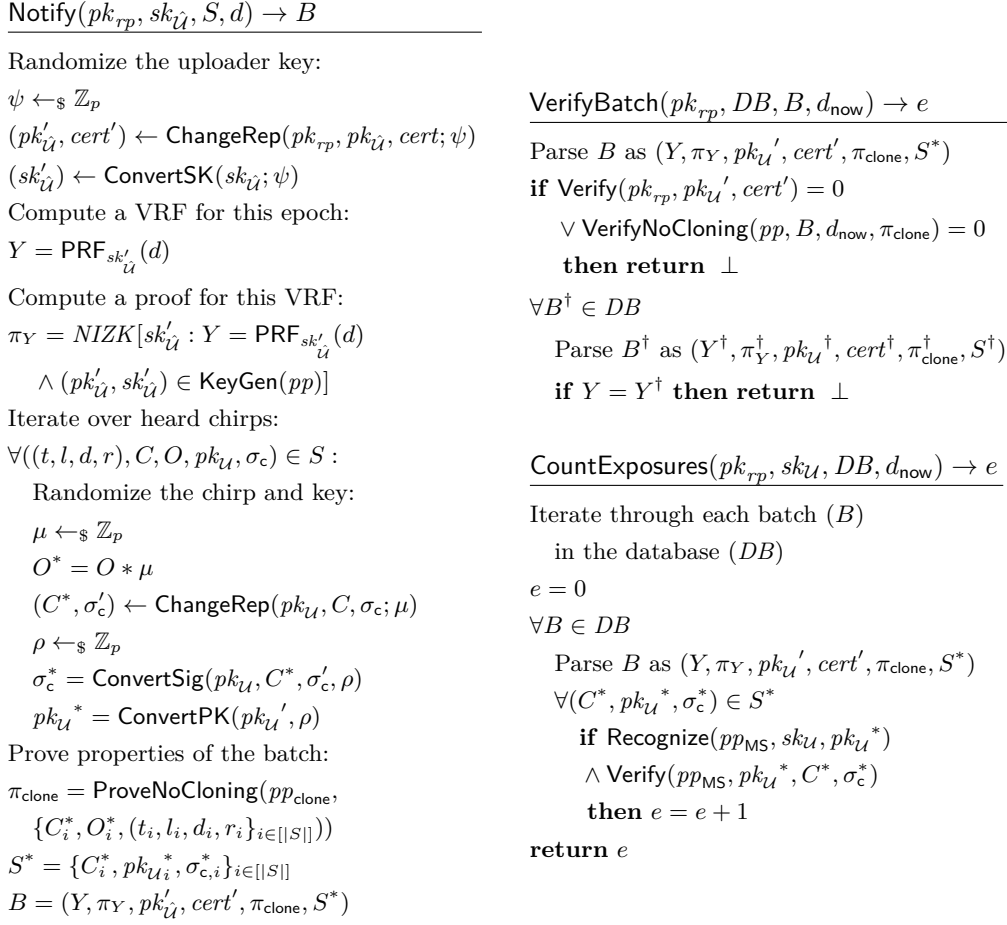 Notify(pk_rp, sk_Û, S, d) → B
Randomize the uploader key:
ψ ←$ ℤ_p
(pk′_Û, cert′) ← ChangeRep(pk_rp, pk_Û, cert; ψ)
(sk′_Û) ← ConvertSK(sk_Û; ψ)
Compute a VRF for this epoch:
Y = PRF_{sk′_Û}(d)
Compute a proof for this VRF:
π_Y = NIZK[sk′_Û : Y = PRF_{sk′_Û}(d)
∧ (pk′_Û, sk′_Û) ∈ KeyGen(pp)]
Iterate over heard chirps:
∀((t, l, d, r), C, O, pk_𝒰, σ_c) ∈ S :
Randomize the chirp and key:
μ ←$ ℤ_p
O* = O ∗ μ
(C*, σ′_c) ← ChangeRep(pk_𝒰, C, σ_c; μ)
ρ ←$ ℤ_p
σ*_c = ConvertSig(pk_𝒰, C*, σ′_c, ρ)
pk_𝒰* = ConvertPK(pk_𝒰′, ρ)
Prove properties of the batch:
π_clone = ProveNoCloning(pp_clone,
{C*_i, O*_i, (t_i, l_i, d_i, r_i}_{i∈[|S|]}))
S* = {C*_i, pk_𝒰*_i, σ*_{c,i}}_{i∈[|S|]}
B = (Y, π_Y, pk′_Û, cert′, π_clone, S*)
VerifyBatch(pk_rp, DB, B, d_now) → e
Parse B as (Y, π_Y, pk_𝒰′, cert′, π_clone, S*)
if Verify(pk_rp, pk_𝒰′, cert′) = 0
∨ VerifyNoCloning(pp, B, d_now, π_clone) = 0
then return ⊥
∀B† ∈ DB
Parse B† as (Y†, π†_Y, pk_𝒰†, cert†, π†_clone, S†)
if Y = Y† then return ⊥
CountExposures(pk_rp, sk_𝒰, DB, d_now) → e
Iterate through each batch (B)
in the database (DB)
e = 0
∀B ∈ DB
Parse B as (Y, π_Y, pk_𝒰′, cert′, π_clone, S*)
∀(C*, pk_𝒰*, σ*_c) ∈ S*
if Recognize(pp_MS, sk_𝒰, pk_𝒰*)
∧ Verify(pp_MS, pk_𝒰*, C*, σ*_c)
then e = e + 1
return e